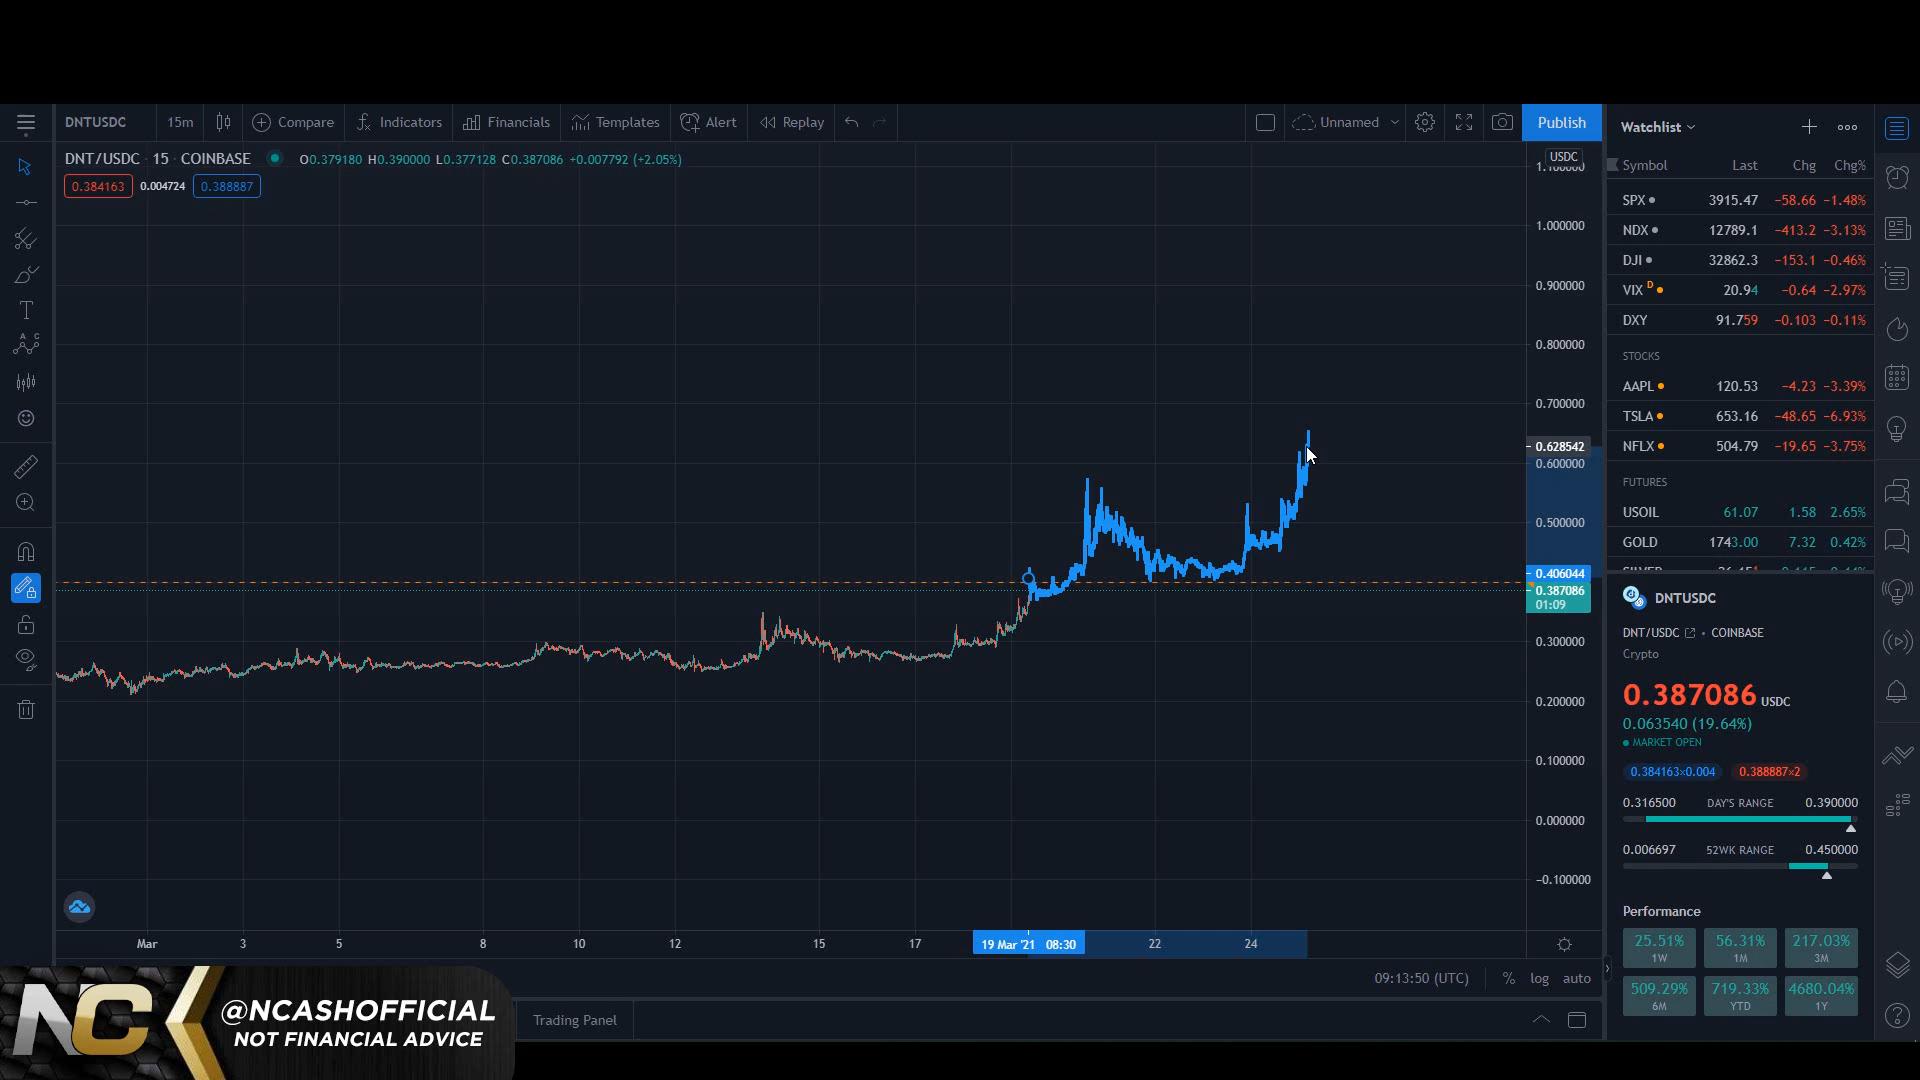 DNTUSDC 15m Compare Indicators Financials Templates Alert Replay Unnamed Publish
DNT/USDC · 15 COINBASE O0.379180 H0.390000 L0.377128 C0.387086 +0.007792 (+2.05%)
0.384163 0.004724 0.388887
USDC
1.000000
0.900000
0.800000
0.700000
0.628542
0.600000
0.500000
0.406044
0.387086
01:09
0.300000
0.200000
0.100000
0.000000
−0.100000
Mar 3 5 8 10 12 15 17 19 Mar '21 08:30 22 24
09:13:50 (UTC) % log auto
Trading Panel
Watchlist
Symbol Last Chg Chg%
SPX 3915.47 −58.66 −1.48%
NDX 12789.1 −413.2 −3.13%
DJI 32862.3 −153.1 −0.46%
VIX D 20.94 −0.64 −2.97%
DXY 91.759 −0.103 −0.11%
STOCKS
AAPL 120.53 −4.23 −3.39%
TSLA 653.16 −48.65 −6.93%
NFLX 504.79 −19.65 −3.75%
FUTURES
USOIL 61.07 1.58 2.65%
GOLD 1743.00 7.32 0.42%
DNTUSDC
DNT/USDC • COINBASE
Crypto
0.387086 USDC
0.063540 (19.64%)
MARKET OPEN
0.384163×0.004 0.388887×2
0.316500 DAY'S RANGE 0.390000
0.006697 52WK RANGE 0.450000
Performance
25.51% 56.31% 217.03%
1W 1M 3M
509.29% 719.33% 4680.04%
6M YTD 1Y
NC
@NCASHOFFICIAL
NOT FINANCIAL ADVICE